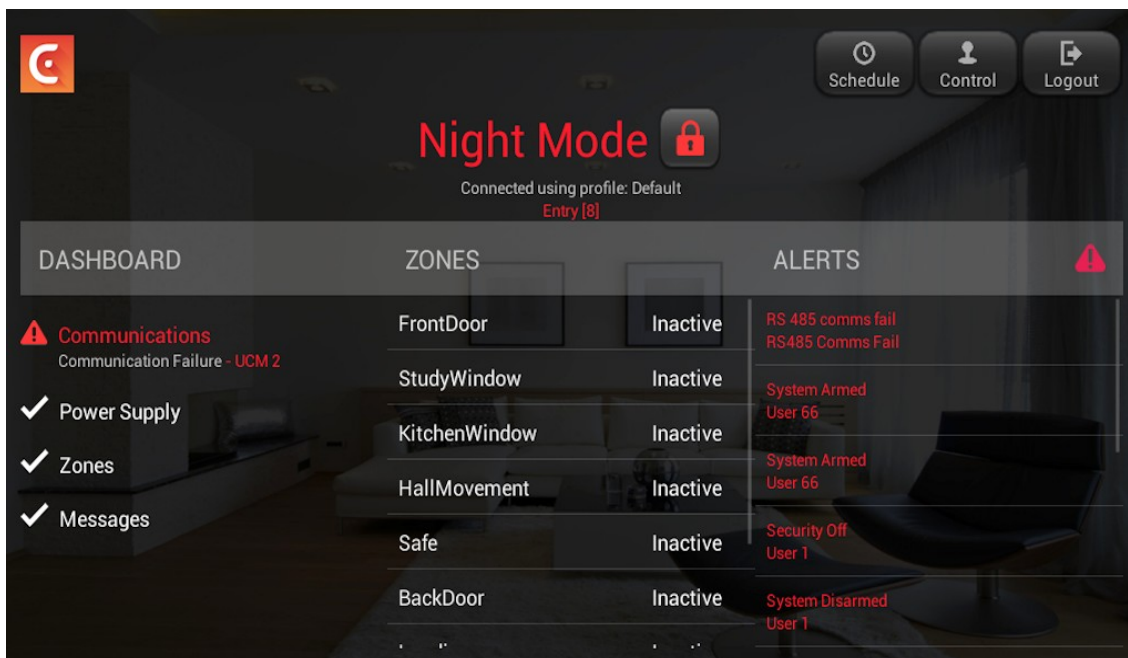 Schedule
Control
Logout
Night Mode
Connected using profile: Default
Entry [8]
DASHBOARD
Communications
Communication Failure - UCM 2
Power Supply
Zones
Messages
ZONES
FrontDoor Inactive
StudyWindow Inactive
KitchenWindow Inactive
HallMovement Inactive
Safe Inactive
BackDoor Inactive
ALERTS
RS 485 comms fail
RS485 Comms Fail
System Armed
User 66
System Armed
User 66
Security Off
User 1
System Disarmed
User 1